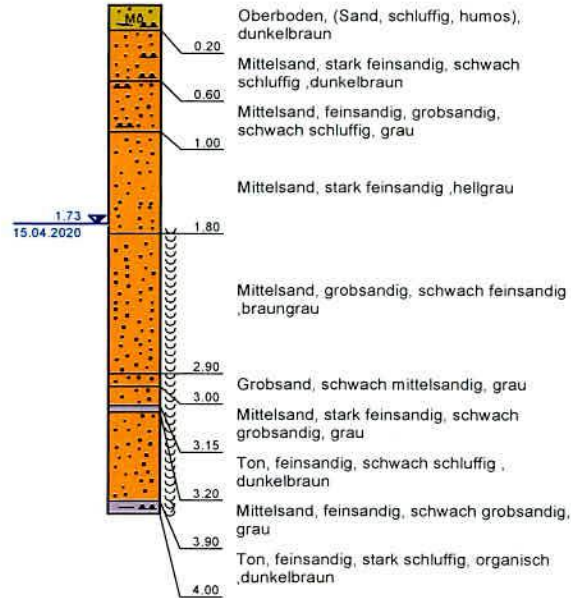 MA
Oberboden, (Sand, schluffig, humos),
dunkelbraun
0.20
Mittelsand, stark feinsandig, schwach
schluffig ,dunkelbraun
0.60
Mittelsand, feinsandig, grobsandig,
schwach schluffig, grau
1.00
Mittelsand, stark feinsandig ,hellgrau
1.73
15.04.2020
1.80
Mittelsand, grobsandig, schwach feinsandig
,braungrau
2.90
Grobsand, schwach mittelsandig, grau
3.00
Mittelsand, stark feinsandig, schwach
grobsandig, grau
3.15
Ton, feinsandig, schwach schluffig ,
dunkelbraun
3.20
Mittelsand, feinsandig, schwach grobsandig,
grau
3.90
Ton, feinsandig, stark schluffig, organisch
,dunkelbraun
4.00